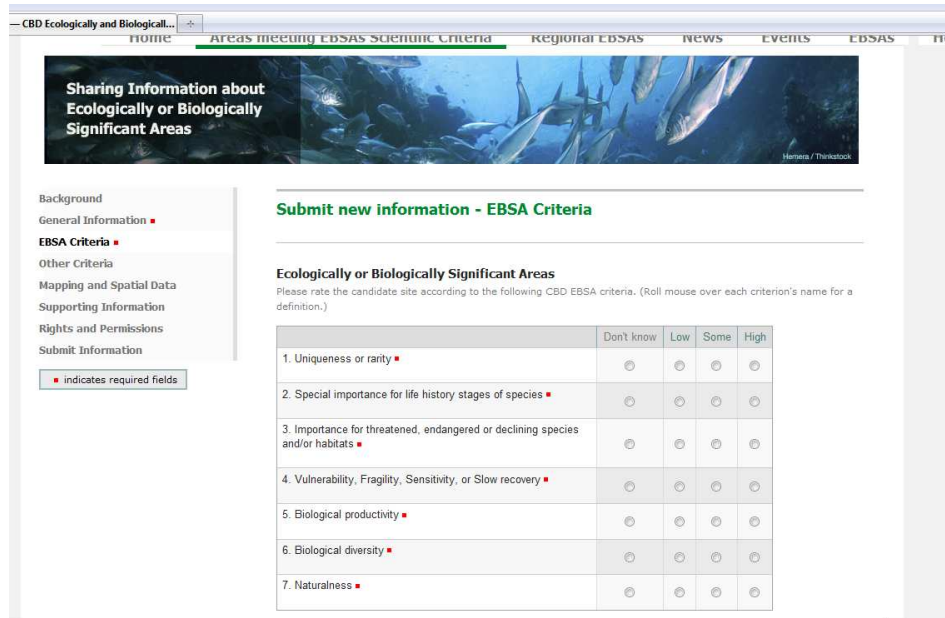 — CBD Ecologically and Biologicall...
Home Areas meeting EBSAs Scientific Criteria Regional EBSAs News Events EBSAs
Sharing Information about
Ecologically or Biologically
Significant Areas
Hemera / Thinkstock
Background
General Information
EBSA Criteria
Other Criteria
Mapping and Spatial Data
Supporting Information
Rights and Permissions
Submit Information
indicates required fields
Submit new information - EBSA Criteria
Ecologically or Biologically Significant Areas
Please rate the candidate site according to the following CBD EBSA criteria. (Roll mouse over each criterion's name for a
definition.)
Don't know Low Some High
1. Uniqueness or rarity
2. Special importance for life history stages of species
3. Importance for threatened, endangered or declining species
and/or habitats
4. Vulnerability, Fragility, Sensitivity, or Slow recovery
5. Biological productivity
6. Biological diversity
7. Naturalness